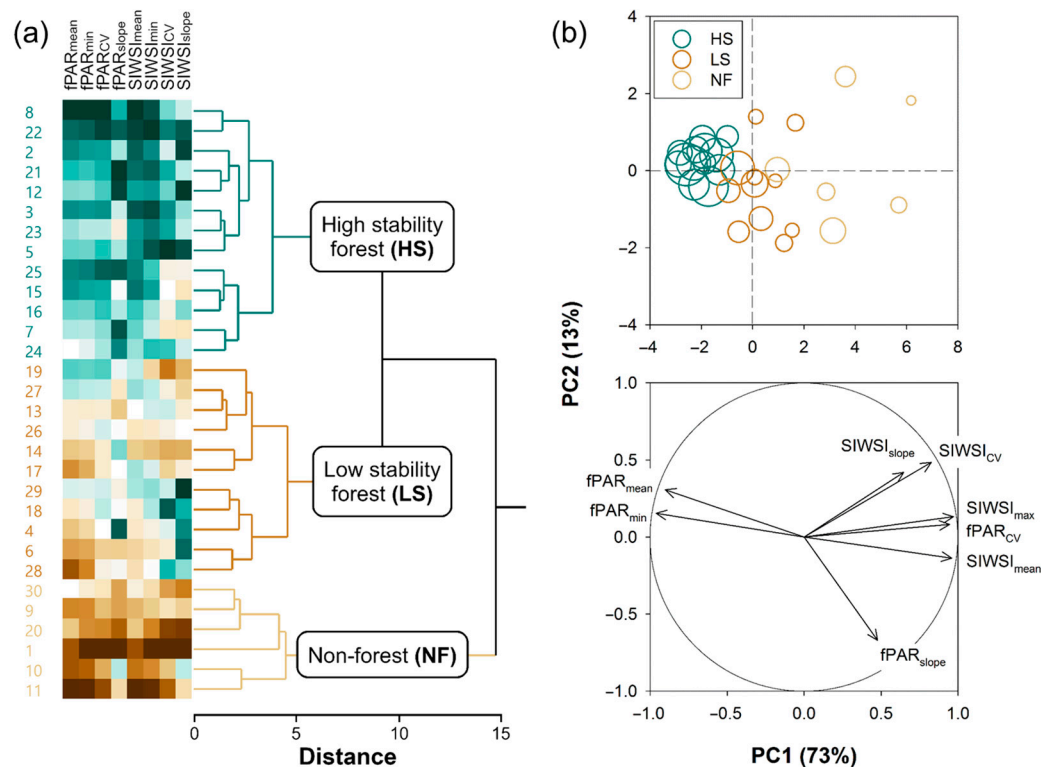 (a)
fPARmean
fPARmin
fPARCV
fPARslope
SIWSImean
SIWSImin
SIWSICV
SIWSIslope
8
22
2
21
12
3
23
5
25
15
16
7
24
19
27
13
26
14
17
29
18
4
6
28
30
9
20
1
10
11
High stability
forest (HS)
Low stability
forest (LS)
Non-forest (NF)
0 5 10 15
Distance
(b)
HS
LS
NF
4
2
0
−2
−4
−4 −2 0 2 4 6 8
PC2 (13%)
1.0
0.5
0.0
−0.5
−1.0
SIWSIslope
SIWSICV
fPARmean
fPARmin
SIWSImax
fPARCV
SIWSImean
fPARslope
−1.0 −0.5 0.0 0.5 1.0
PC1 (73%)